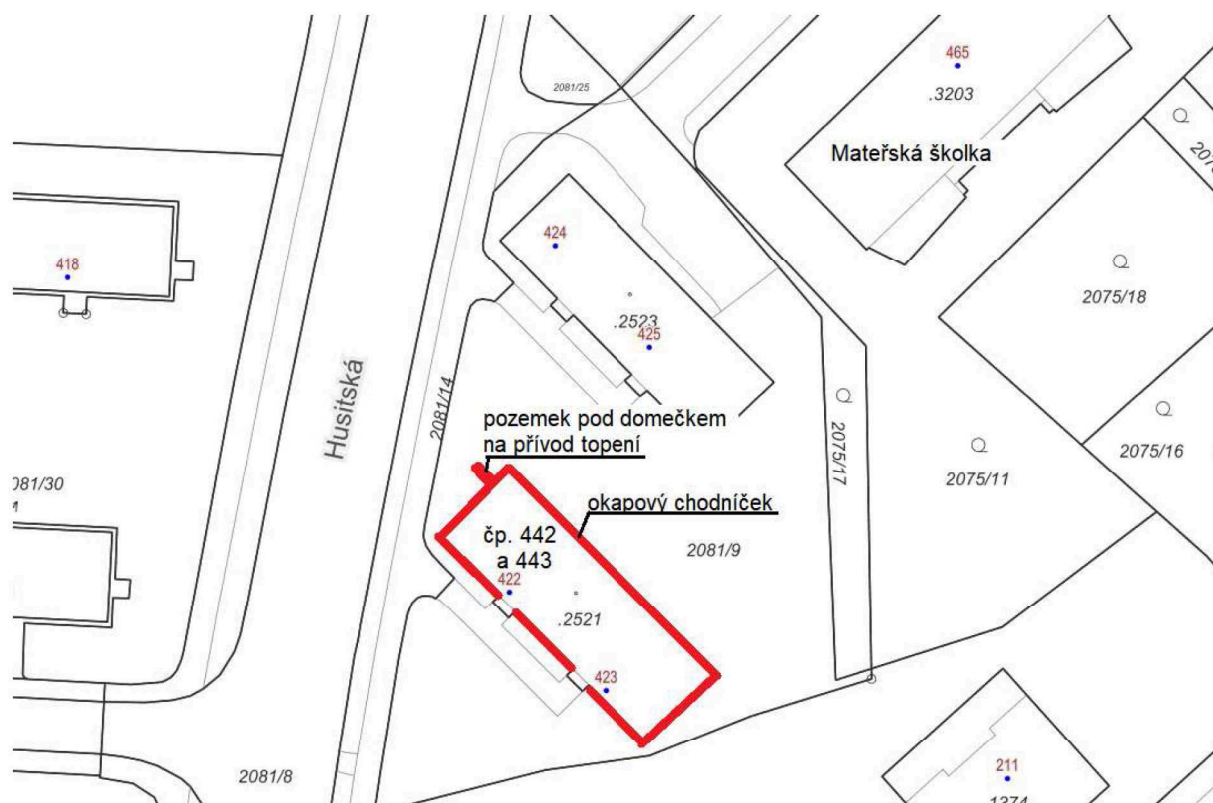 465
2081/25
.3203
Mateřská školka
424
418
2075/18
.2523
425
Husitská
2081/14
pozemek pod domečkem
na přívod topení
2075/17
2075/16
2075/11
081/30
okapový chodníček
čp. 442
a 443
2081/9
422
.2521
423
2081/8
211